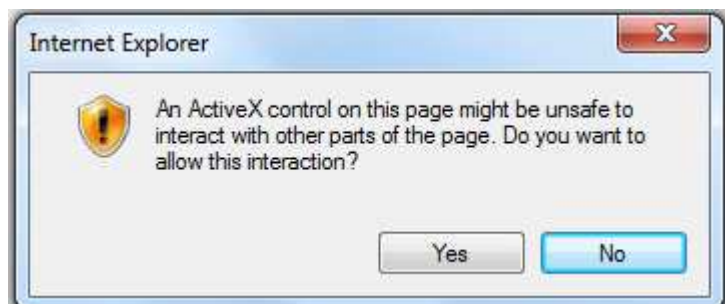 Internet Explorer
An ActiveX control on this page might be unsafe to
interact with other parts of the page. Do you want to
allow this interaction?
Yes
No